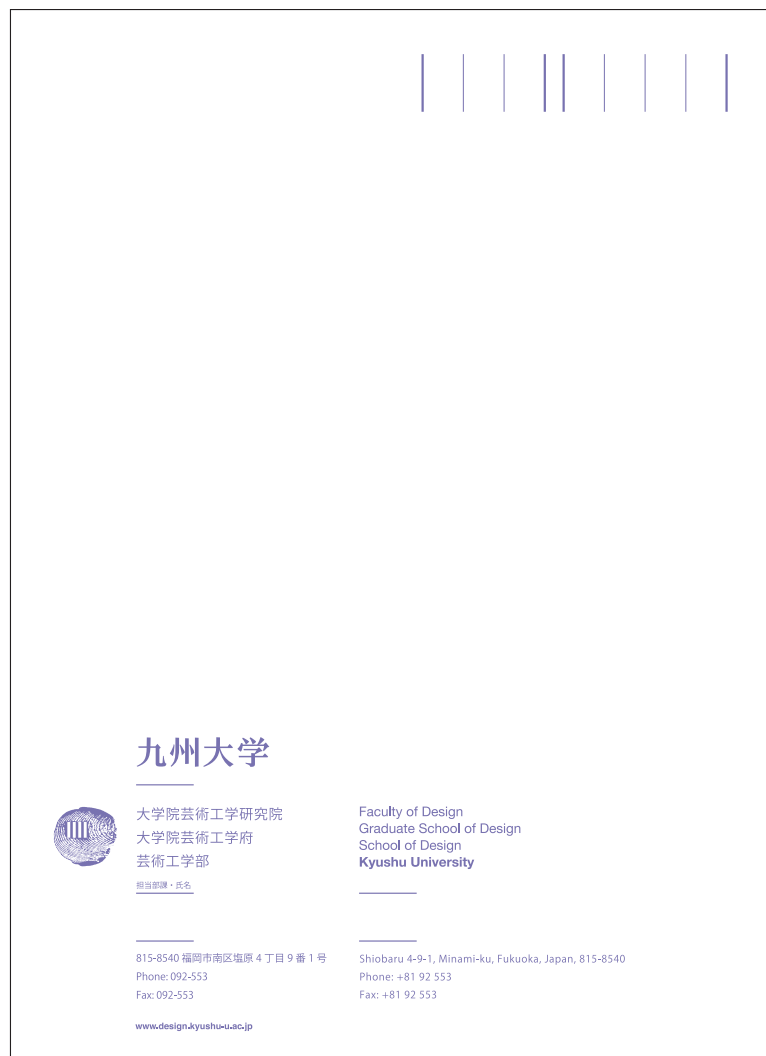 九州大学
大学院芸術工学研究院
大学院芸術工学府
芸術工学部
担当部課・氏名
Faculty of Design
Graduate School of Design
School of Design
Kyushu University
815-8540 福岡市南区塩原 4 丁目 9 番 1 号
Phone: 092-553
Fax: 092-553
Shiobaru 4-9-1, Minami-ku, Fukuoka, Japan, 815-8540
Phone: +81 92 553
Fax: +81 92 553
www.design.kyushu-u.ac.jp